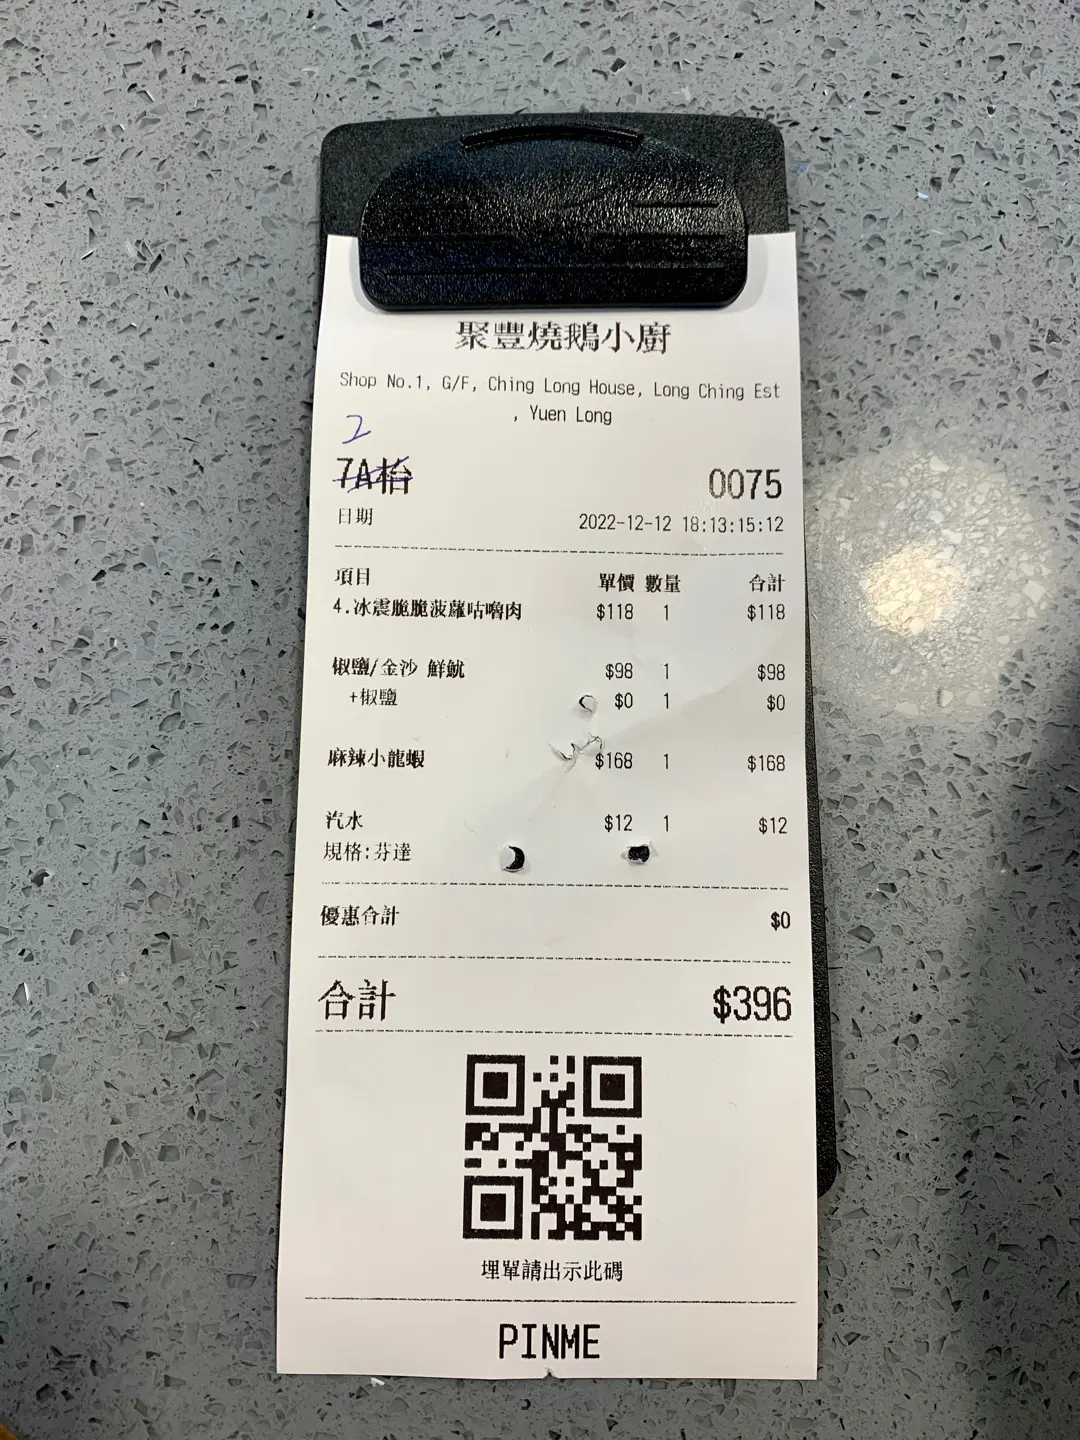 聚豐燒鵝小廚
Shop No.1, G/F, Ching Long House, Long Ching Est
, Yuen Long
2
7A枱 0075
日期 2022-12-12 18:13:15:12
項目 單價 數量 合計
4.冰震脆脆菠蘿咕嚕肉 $118 1 $118
椒鹽/金沙 鮮魷 $98 1 $98
+椒鹽 $0 1 $0
麻辣小龍蝦 $168 1 $168
汽水 $12 1 $12
規格:芬達
優惠合計 $0
合計 $396
埋單請出示此碼
PINME